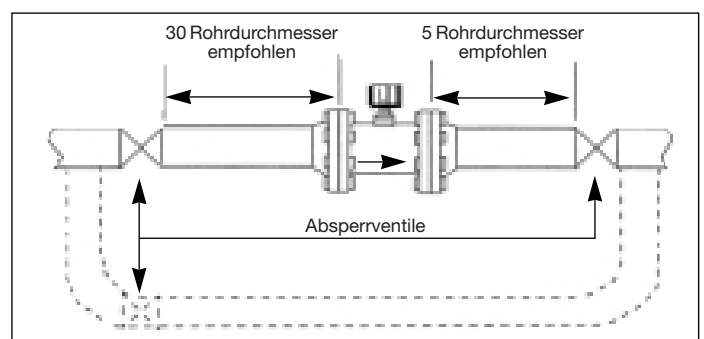 30 Rohrdurchmesser
empfohlen
5 Rohrdurchmesser
empfohlen
Absperrventile